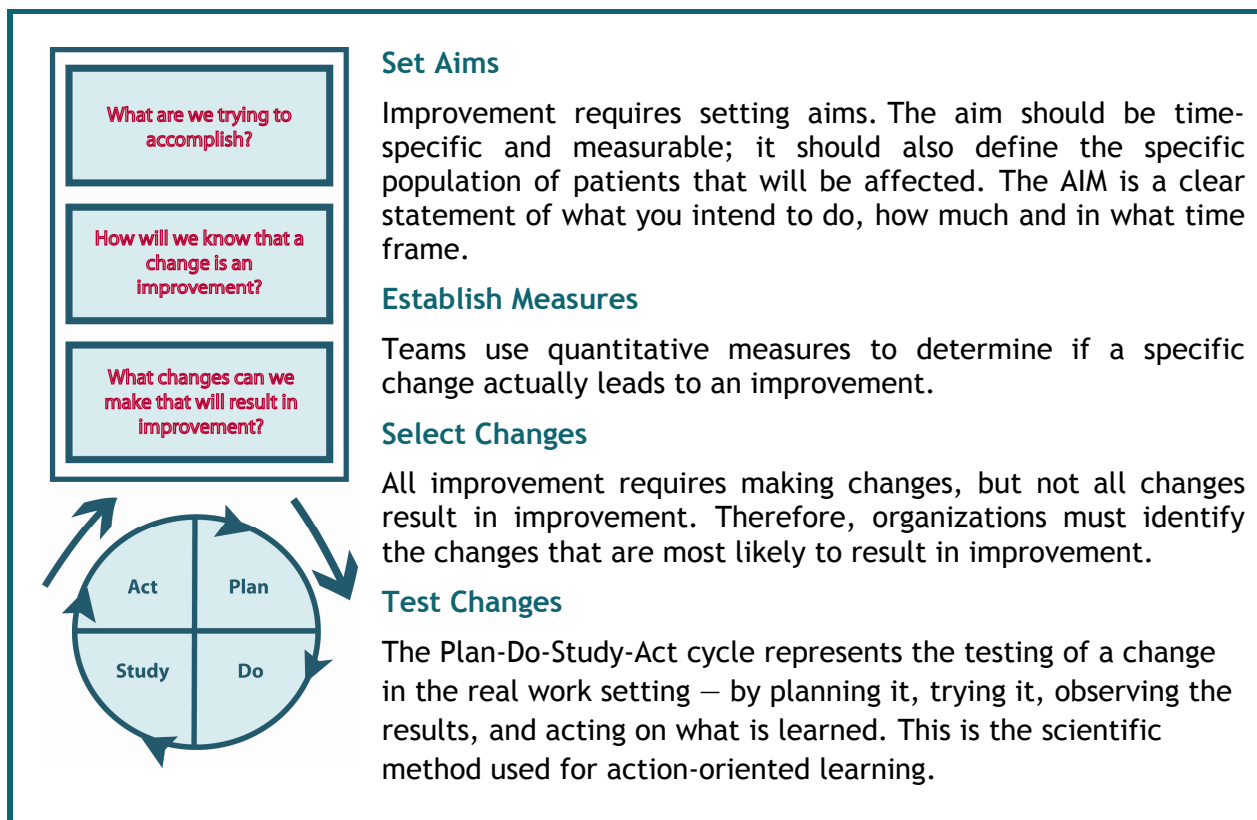 What are we trying to
accomplish?
How will we know that a
change is an
improvement?
What changes can we
make that will result in
improvement?
Act
Plan
Study
Do
Set Aims
Improvement requires setting aims. The aim should be time-
specific and measurable; it should also define the specific
population of patients that will be affected. The AIM is a clear
statement of what you intend to do, how much and in what time
frame.
Establish Measures
Teams use quantitative measures to determine if a specific
change actually leads to an improvement.
Select Changes
All improvement requires making changes, but not all changes
result in improvement. Therefore, organizations must identify
the changes that are most likely to result in improvement.
Test Changes
The Plan-Do-Study-Act cycle represents the testing of a change
in the real work setting — by planning it, trying it, observing the
results, and acting on what is learned. This is the scientific
method used for action-oriented learning.